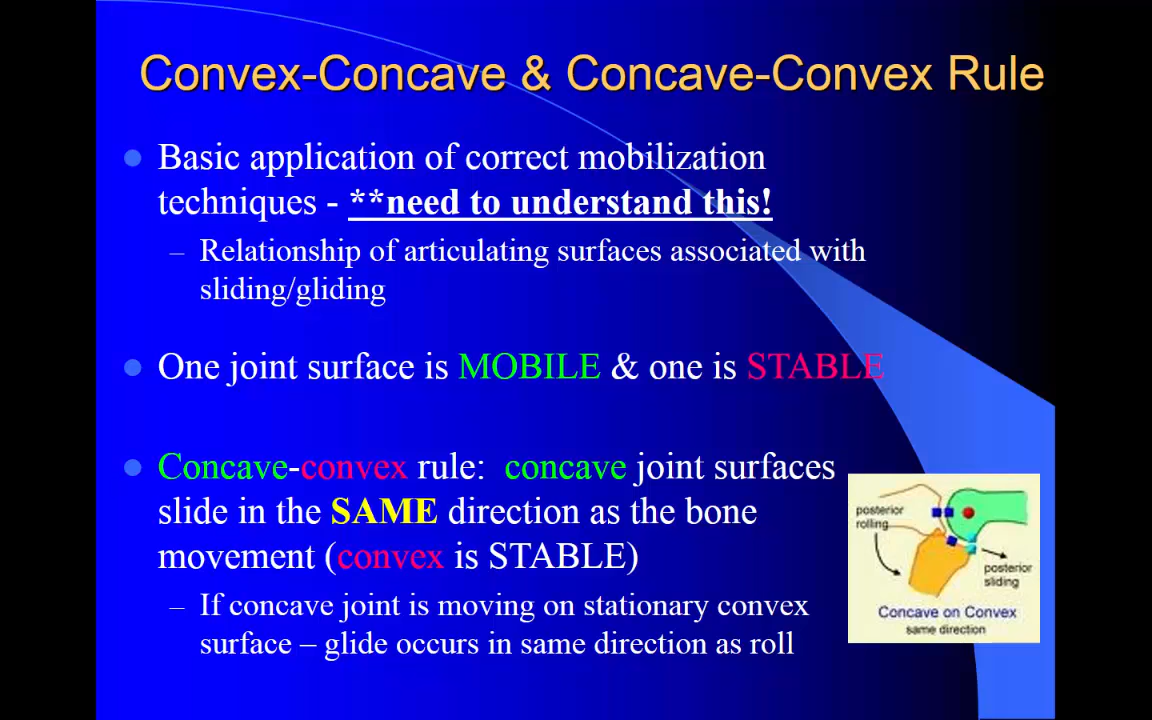 Convex-Concave & Concave-Convex Rule
Basic application of correct mobilization
techniques - **need to understand this!
– Relationship of articulating surfaces associated with
sliding/gliding
One joint surface is MOBILE & one is STABLE
Concave-convex rule: concave joint surfaces
slide in the SAME direction as the bone
movement (convex is STABLE)
– If concave joint is moving on stationary convex
surface – glide occurs in same direction as roll
posterior
rolling
posterior
sliding
Concave on Convex
same direction